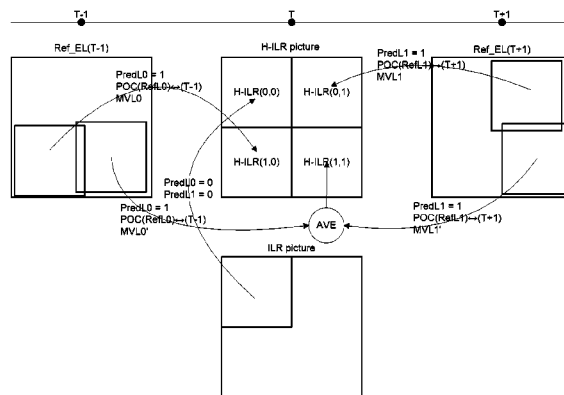 T-1
T
T+1
Ref_EL(T-1)
H-ILR picture
Ref_EL(T+1)
PredL0 = 1
POC(RefL0)↔(T-1)
MVL0
H-ILR(0,0)
H-ILR(0,1)
PredL1 = 1
POC(RefL1)↔(T+1)
MVL1
H-ILR(1,0)
H-ILR(1,1)
PredL0 = 0
PredL1 = 0
PredL0 = 1
POC(RefL0)↔(T-1)
MVL0'
AVE
PredL1 = 1
POC(RefL1)↔(T+1)
MVL1'
ILR picture